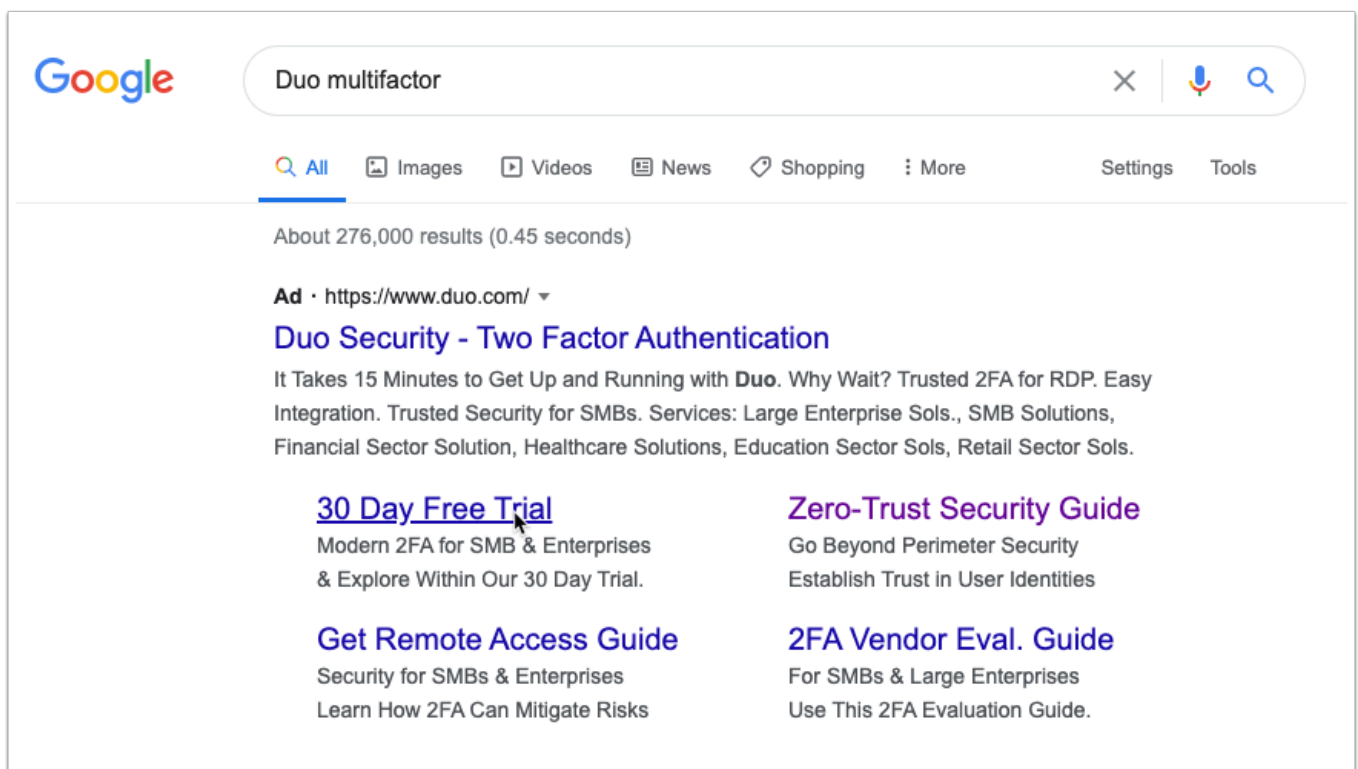 Google
Duo multifactor
All Images Videos News Shopping More Settings Tools
About 276,000 results (0.45 seconds)
Ad · https://www.duo.com/
Duo Security - Two Factor Authentication
It Takes 15 Minutes to Get Up and Running with Duo. Why Wait? Trusted 2FA for RDP. Easy
Integration. Trusted Security for SMBs. Services: Large Enterprise Sols., SMB Solutions,
Financial Sector Solution, Healthcare Solutions, Education Sector Sols, Retail Sector Sols.
30 Day Free Trial
Modern 2FA for SMB & Enterprises
& Explore Within Our 30 Day Trial.
Zero-Trust Security Guide
Go Beyond Perimeter Security
Establish Trust in User Identities
Get Remote Access Guide
Security for SMBs & Enterprises
Learn How 2FA Can Mitigate Risks
2FA Vendor Eval. Guide
For SMBs & Large Enterprises
Use This 2FA Evaluation Guide.